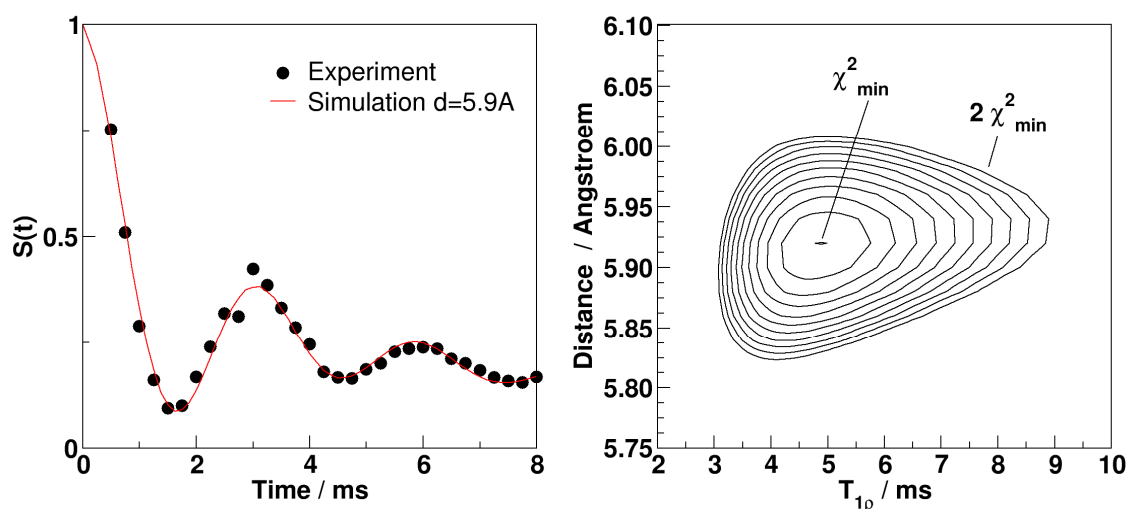 1
0.5
0
S(t)
Experiment
Simulation d=5.9A
0 2 4 6 8
Time / ms
6.10
6.05
6.00
5.95
5.90
5.85
5.80
5.75
Distance / Angstroem
χ²min
2 χ²min
2 3 4 5 6 7 8 9 10
T1ρ / ms